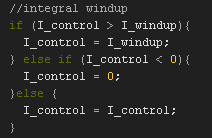 //integral windup
if (I_control > I_windup){
I_control = I_windup;
} else if (I_control < 0){
I_control = 0;
}else {
I_control = I_control;
}